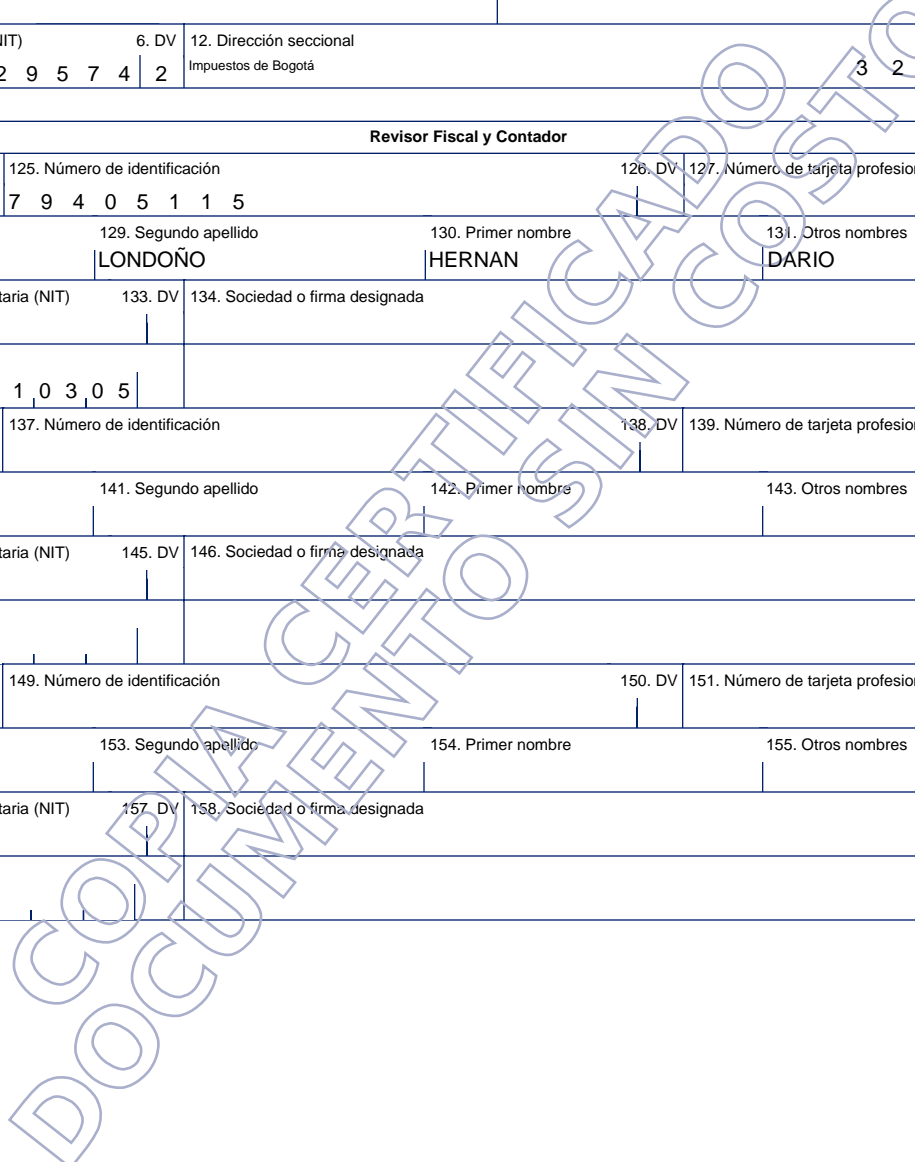 NIT) 6. DV 12. Dirección seccional
2 9 5 7 4 2 Impuestos de Bogotá 3 2
Revisor Fiscal y Contador
125. Número de identificación 126. DV 127. Número de tarjeta profesion
7 9 4 0 5 1 1 5
129. Segundo apellido 130. Primer nombre 131. Otros nombres
LONDOÑO HERNAN DARIO
taria (NIT) 133. DV 134. Sociedad o firma designada
1 0 3 0 5
137. Número de identificación 138. DV 139. Número de tarjeta profesion
141. Segundo apellido 142. Primer nombre 143. Otros nombres
taria (NIT) 145. DV 146. Sociedad o firma designada
149. Número de identificación 150. DV 151. Número de tarjeta profesion
153. Segundo apellido 154. Primer nombre 155. Otros nombres
taria (NIT) 157. DV 158. Sociedad o firma designada
COPIA CERTIFICADO
DOCUMENTO SIN COSTO